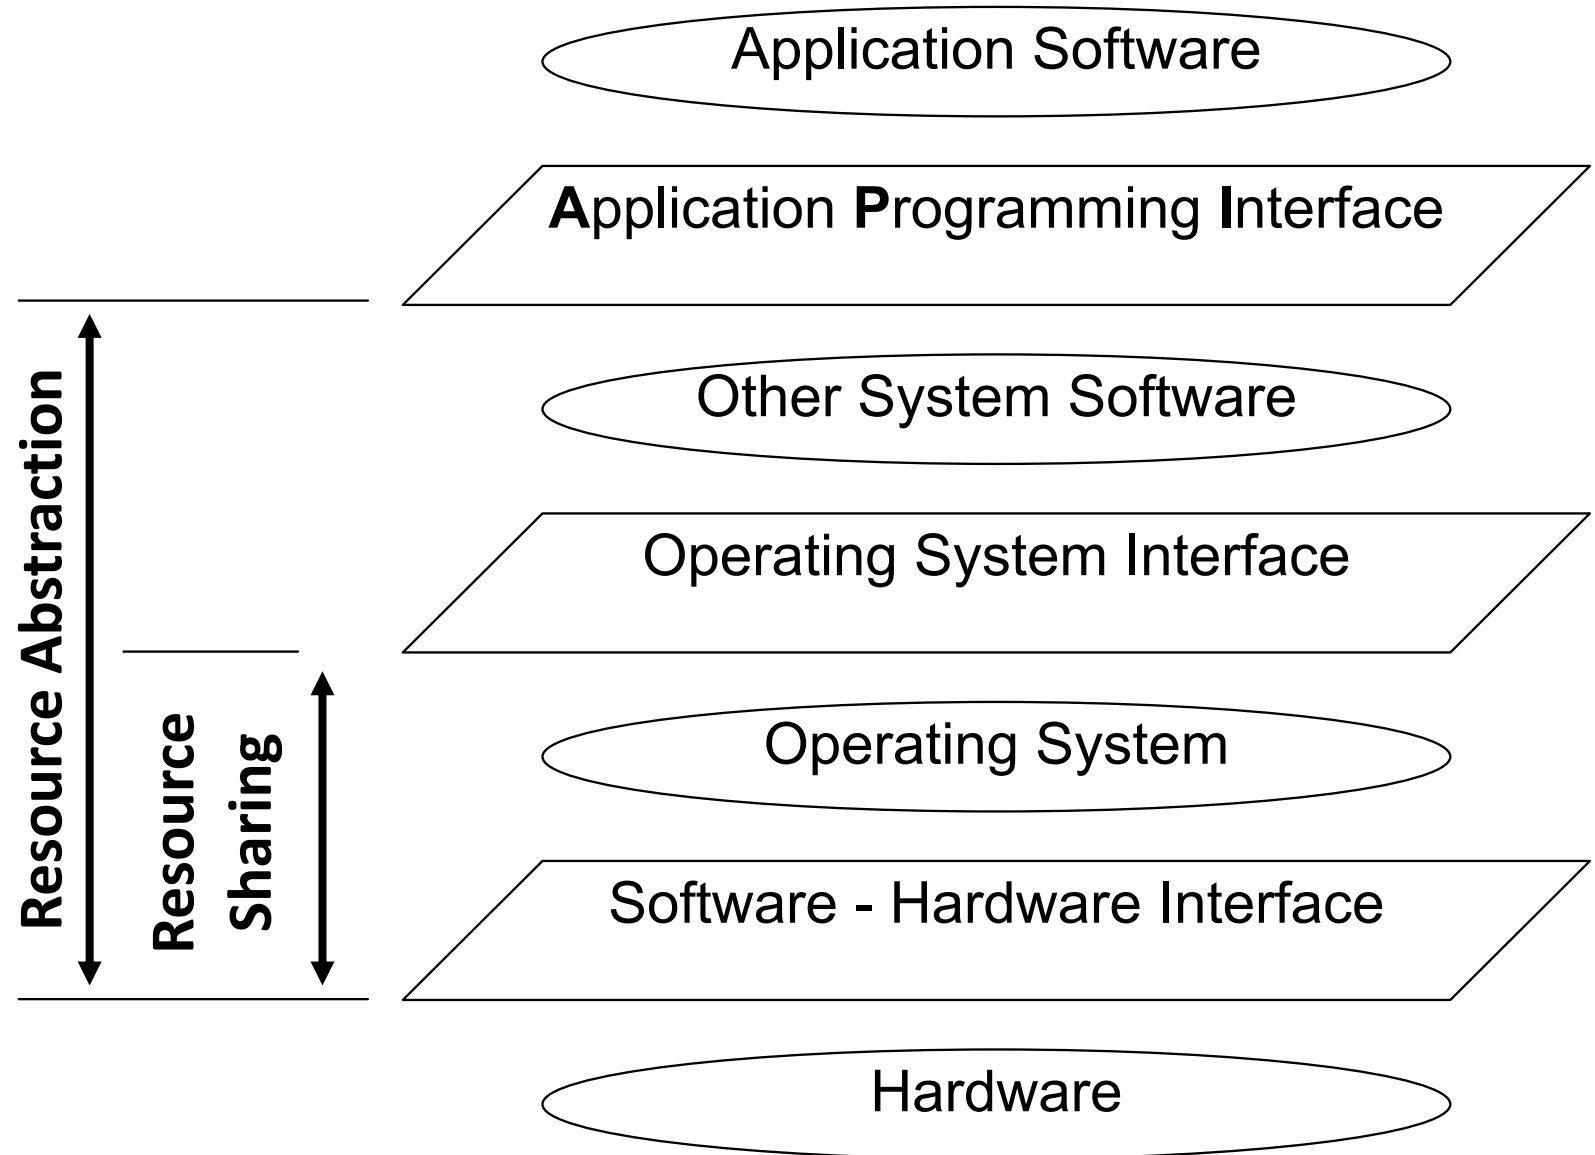 Application Software
Application Programming Interface
Other System Software
Operating System Interface
Operating System
Software - Hardware Interface
Hardware
Resource Abstraction
Resource
Sharing